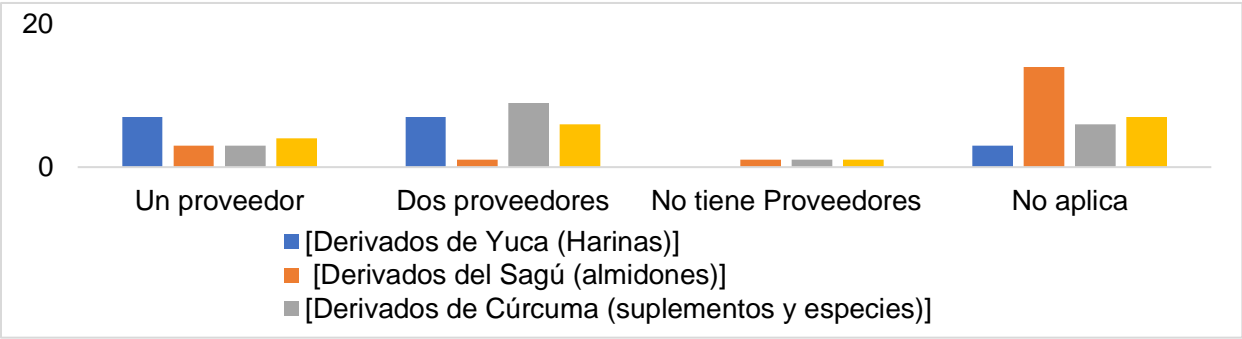 20
0
Un proveedor Dos proveedores No tiene Proveedores No aplica
[Derivados de Yuca (Harinas)]
[Derivados del Sagú (almidones)]
[Derivados de Cúrcuma (suplementos y especies)]